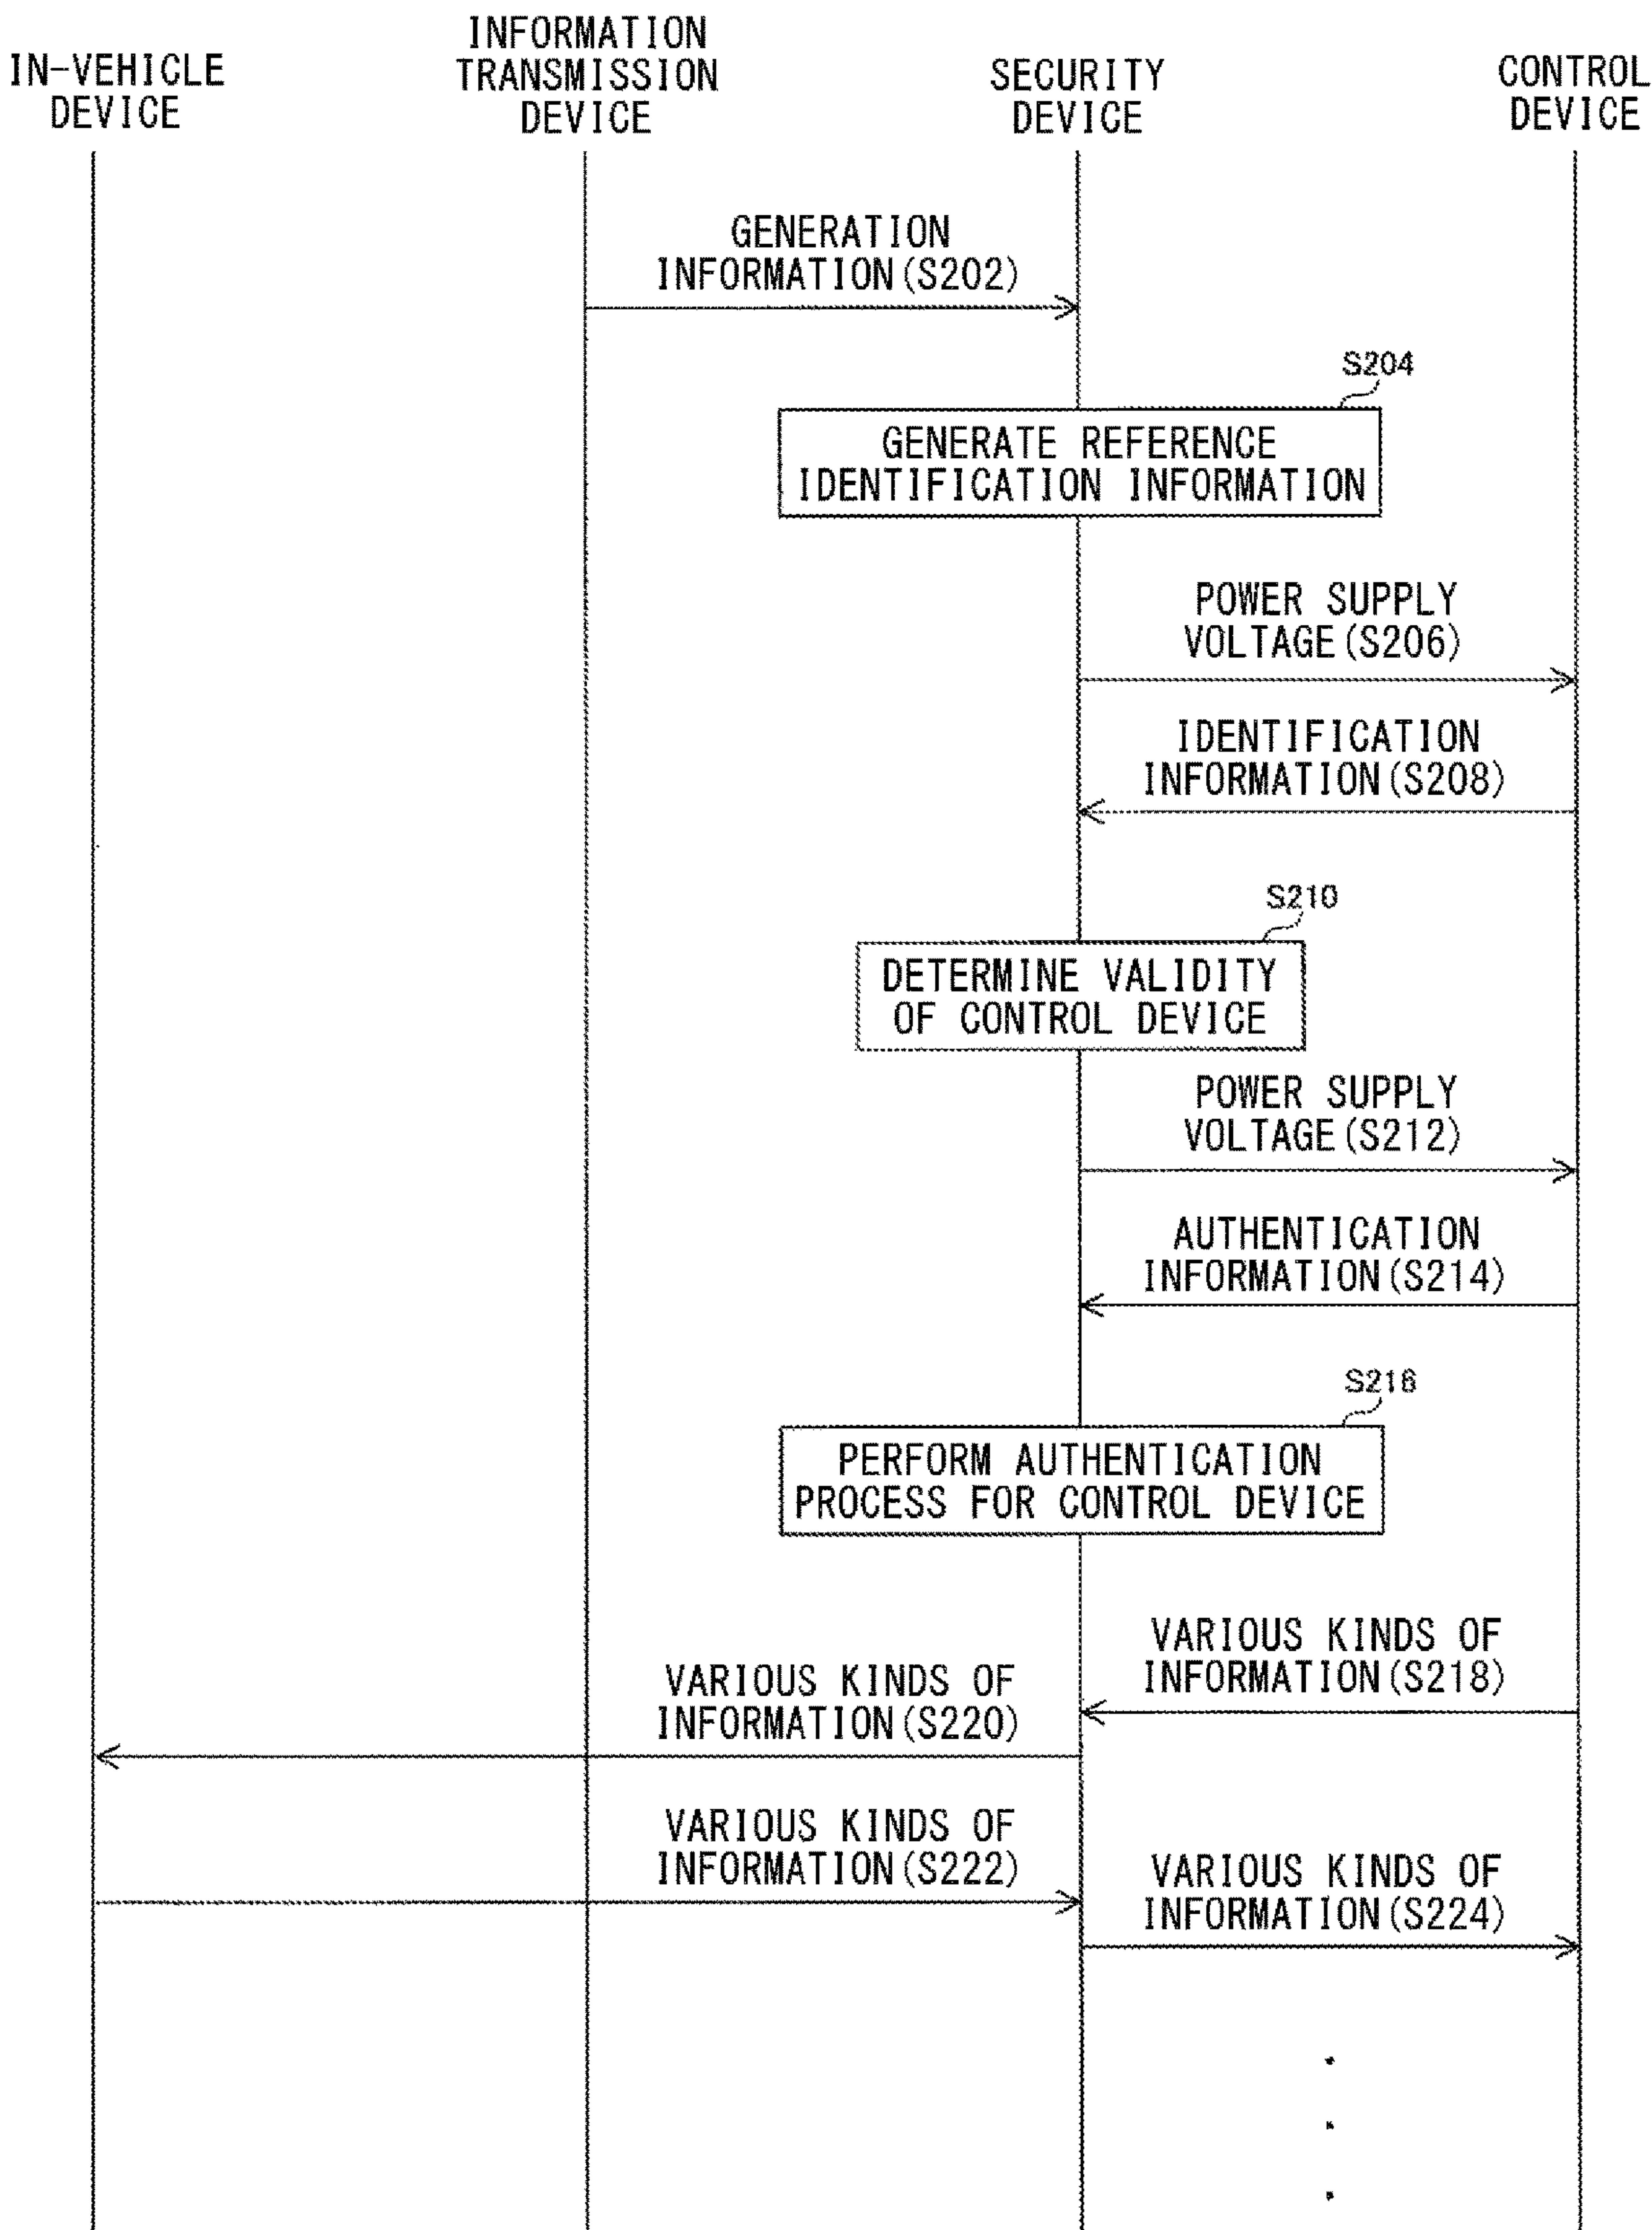 IN-VEHICLE
DEVICE
INFORMATION
TRANSMISSION
DEVICE
SECURITY
DEVICE
CONTROL
DEVICE
GENERATION
INFORMATION(S202)
S204
GENERATE REFERENCE
IDENTIFICATION INFORMATION
POWER SUPPLY
VOLTAGE(S206)
IDENTIFICATION
INFORMATION(S208)
S210
DETERMINE VALIDITY
OF CONTROL DEVICE
POWER SUPPLY
VOLTAGE(S212)
AUTHENTICATION
INFORMATION(S214)
S216
PERFORM AUTHENTICATION
PROCESS FOR CONTROL DEVICE
VARIOUS KINDS OF
INFORMATION(S218)
VARIOUS KINDS OF
INFORMATION(S220)
VARIOUS KINDS OF
INFORMATION(S222)
VARIOUS KINDS OF
INFORMATION(S224)